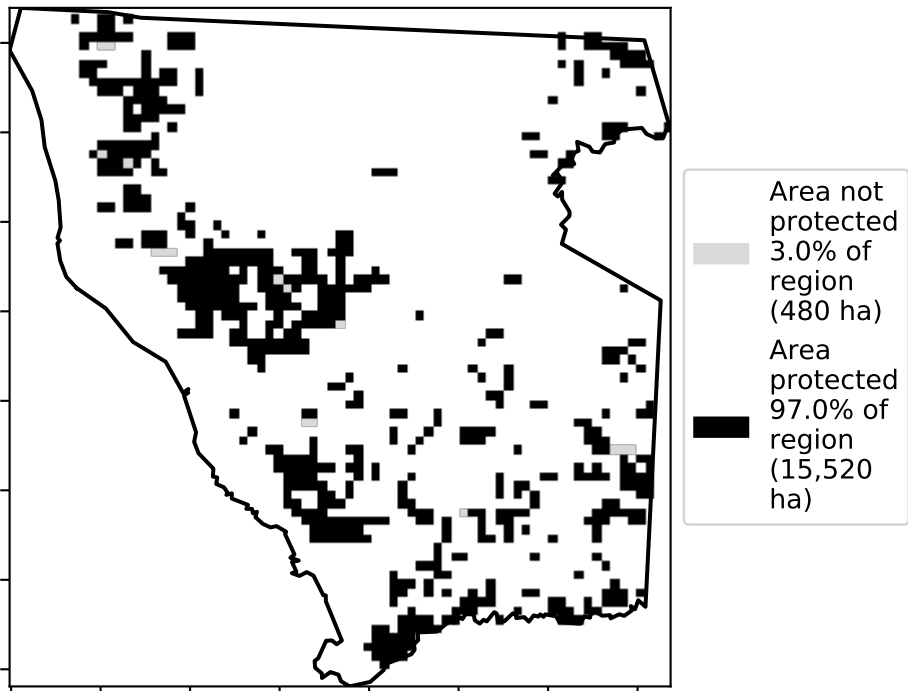 Area not
protected
3.0% of
region
(480 ha)
Area
protected
97.0% of
region
(15,520
ha)